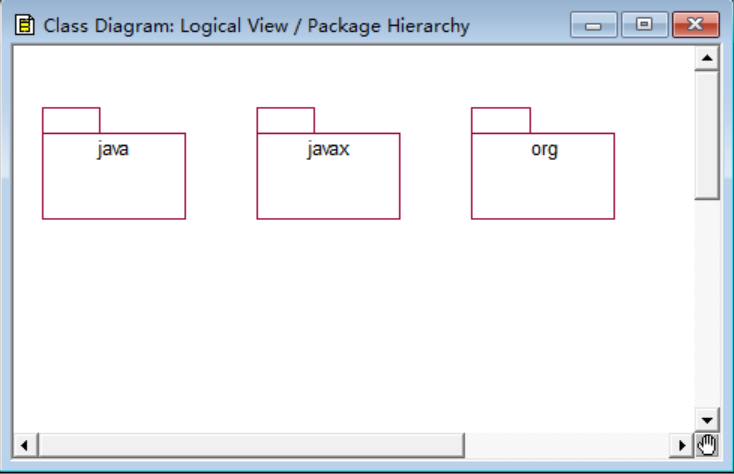 Class Diagram: Logical View / Package Hierarchy
java
javax
org